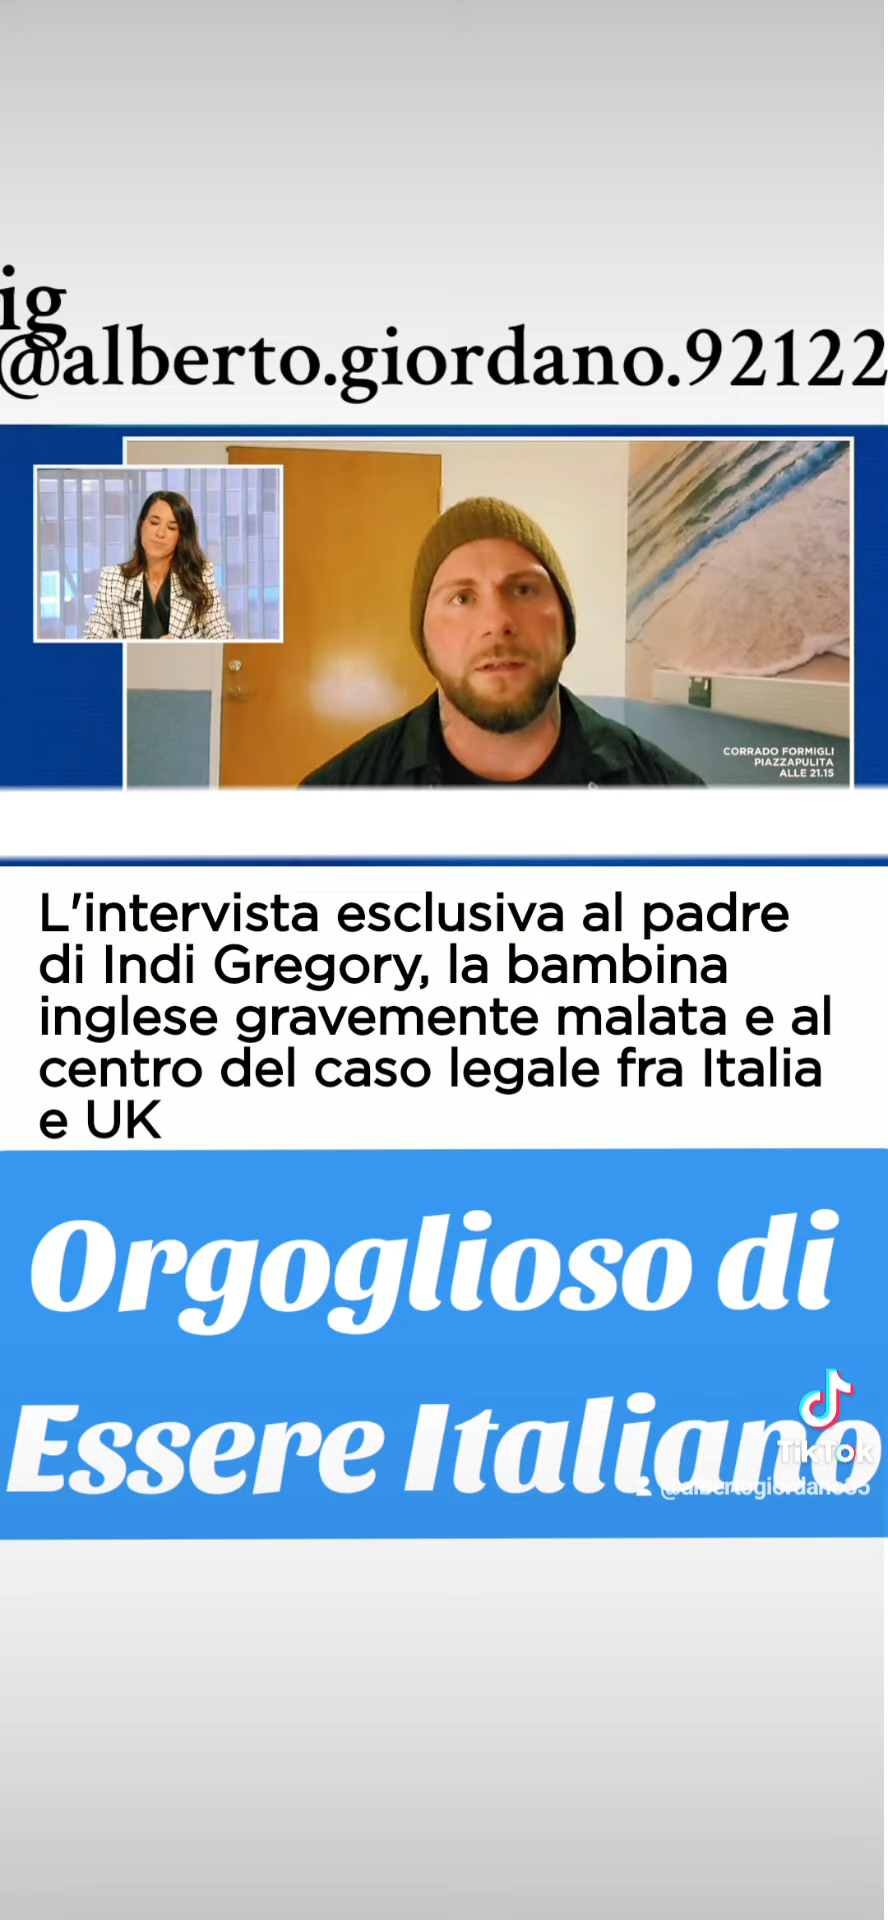 ig
@alberto.giordano.92122
CORRADO FORMIGLI
PIAZZAPULITA
ALLE 21.15
L'intervista esclusiva al padre
di Indi Gregory, la bambina
inglese gravemente malata e al
centro del caso legale fra Italia
e UK
Orgoglioso di
Essere Italiano
TikTok